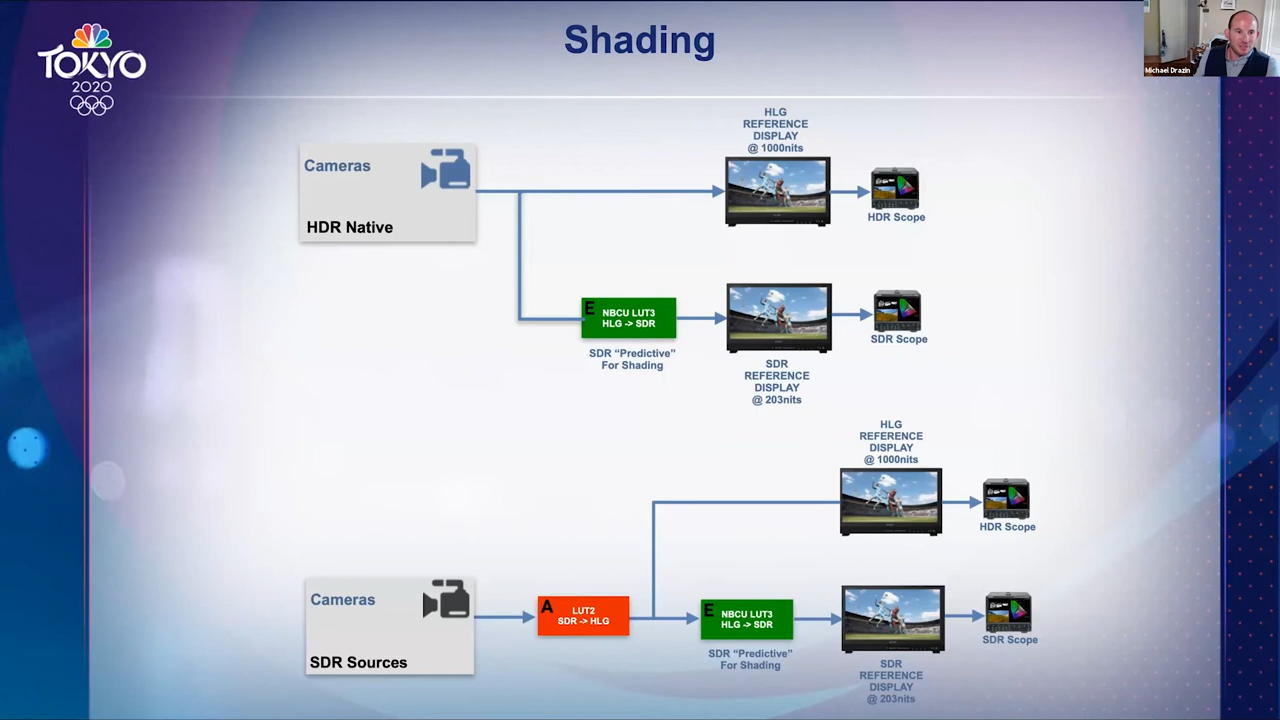 Shading
TOKYO
2020
Michael Drazin
HLG
REFERENCE
DISPLAY
@ 1000nits
Cameras
HDR Native
HDR Scope
E
NBCU LUT3
HLG -> SDR
SDR “Predictive”
For Shading
SDR Scope
SDR
REFERENCE
DISPLAY
@ 203nits
HLG
REFERENCE
DISPLAY
@ 1000nits
HDR Scope
Cameras
SDR Sources
A
LUT2
SDR -> HLG
E
NBCU LUT3
HLG -> SDR
SDR “Predictive”
For Shading
SDR Scope
SDR
REFERENCE
DISPLAY
@ 203nits